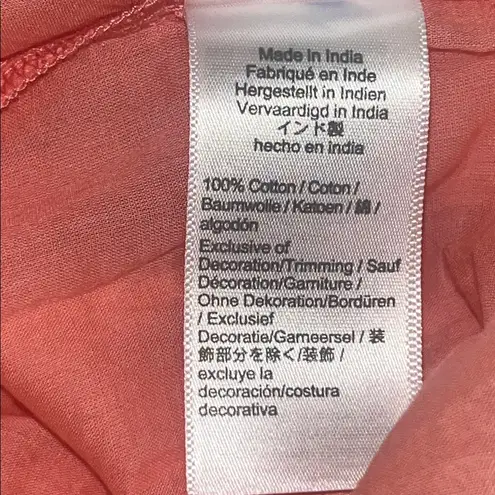 Made in India
Fabriqué en Inde
Hergestellt in Indien
Vervaardigd in India
インド製
hecho en india
100% Cotton / Coton /
Baumwolle / Katoen / 綿 /
algodón
Exclusive of
Decoration/Trimming / Sauf
Décoration/Garniture /
Ohne Dekoration/Bordüren
/ Exclusief
Decoratie/Garneersel / 装
飾部分を除く/装飾 /
excluye la
decoración/costura
decorativa